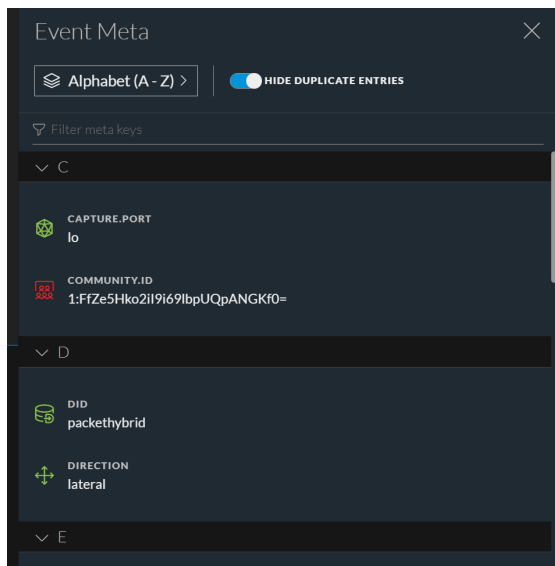 Event Meta
Alphabet (A - Z)
HIDE DUPLICATE ENTRIES
Filter meta keys
C
CAPTURE.PORT
lo
COMMUNITY.ID
1:FfZe5Hko2iI9i69lbpUQpANGKf0=
D
DID
packethybrid
DIRECTION
lateral
E